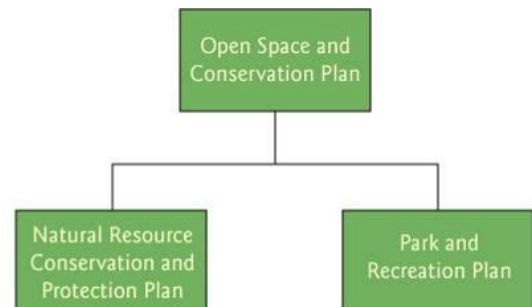 Open Space and
Conservation Plan
Natural Resource
Conservation and
Protection Plan
Park and
Recreation Plan